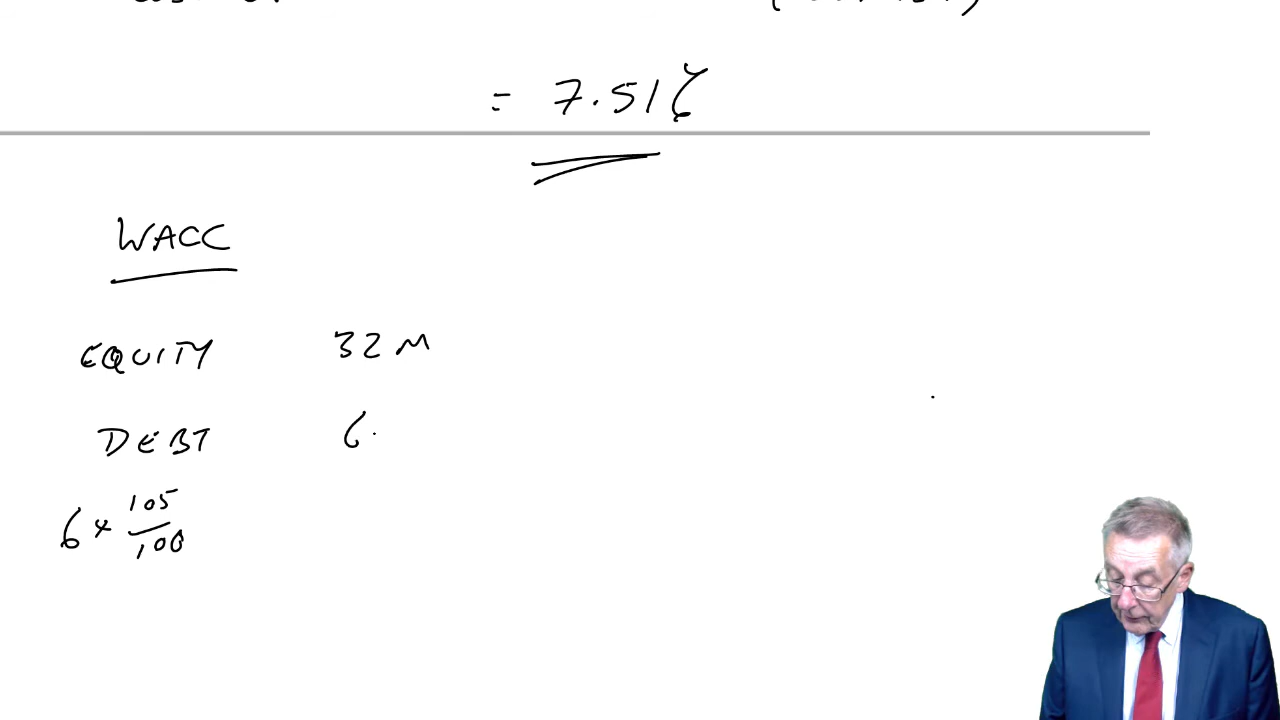 = 7.51%
WACC
EQUITY 32 M
DEBT 6.
6 × 105/100